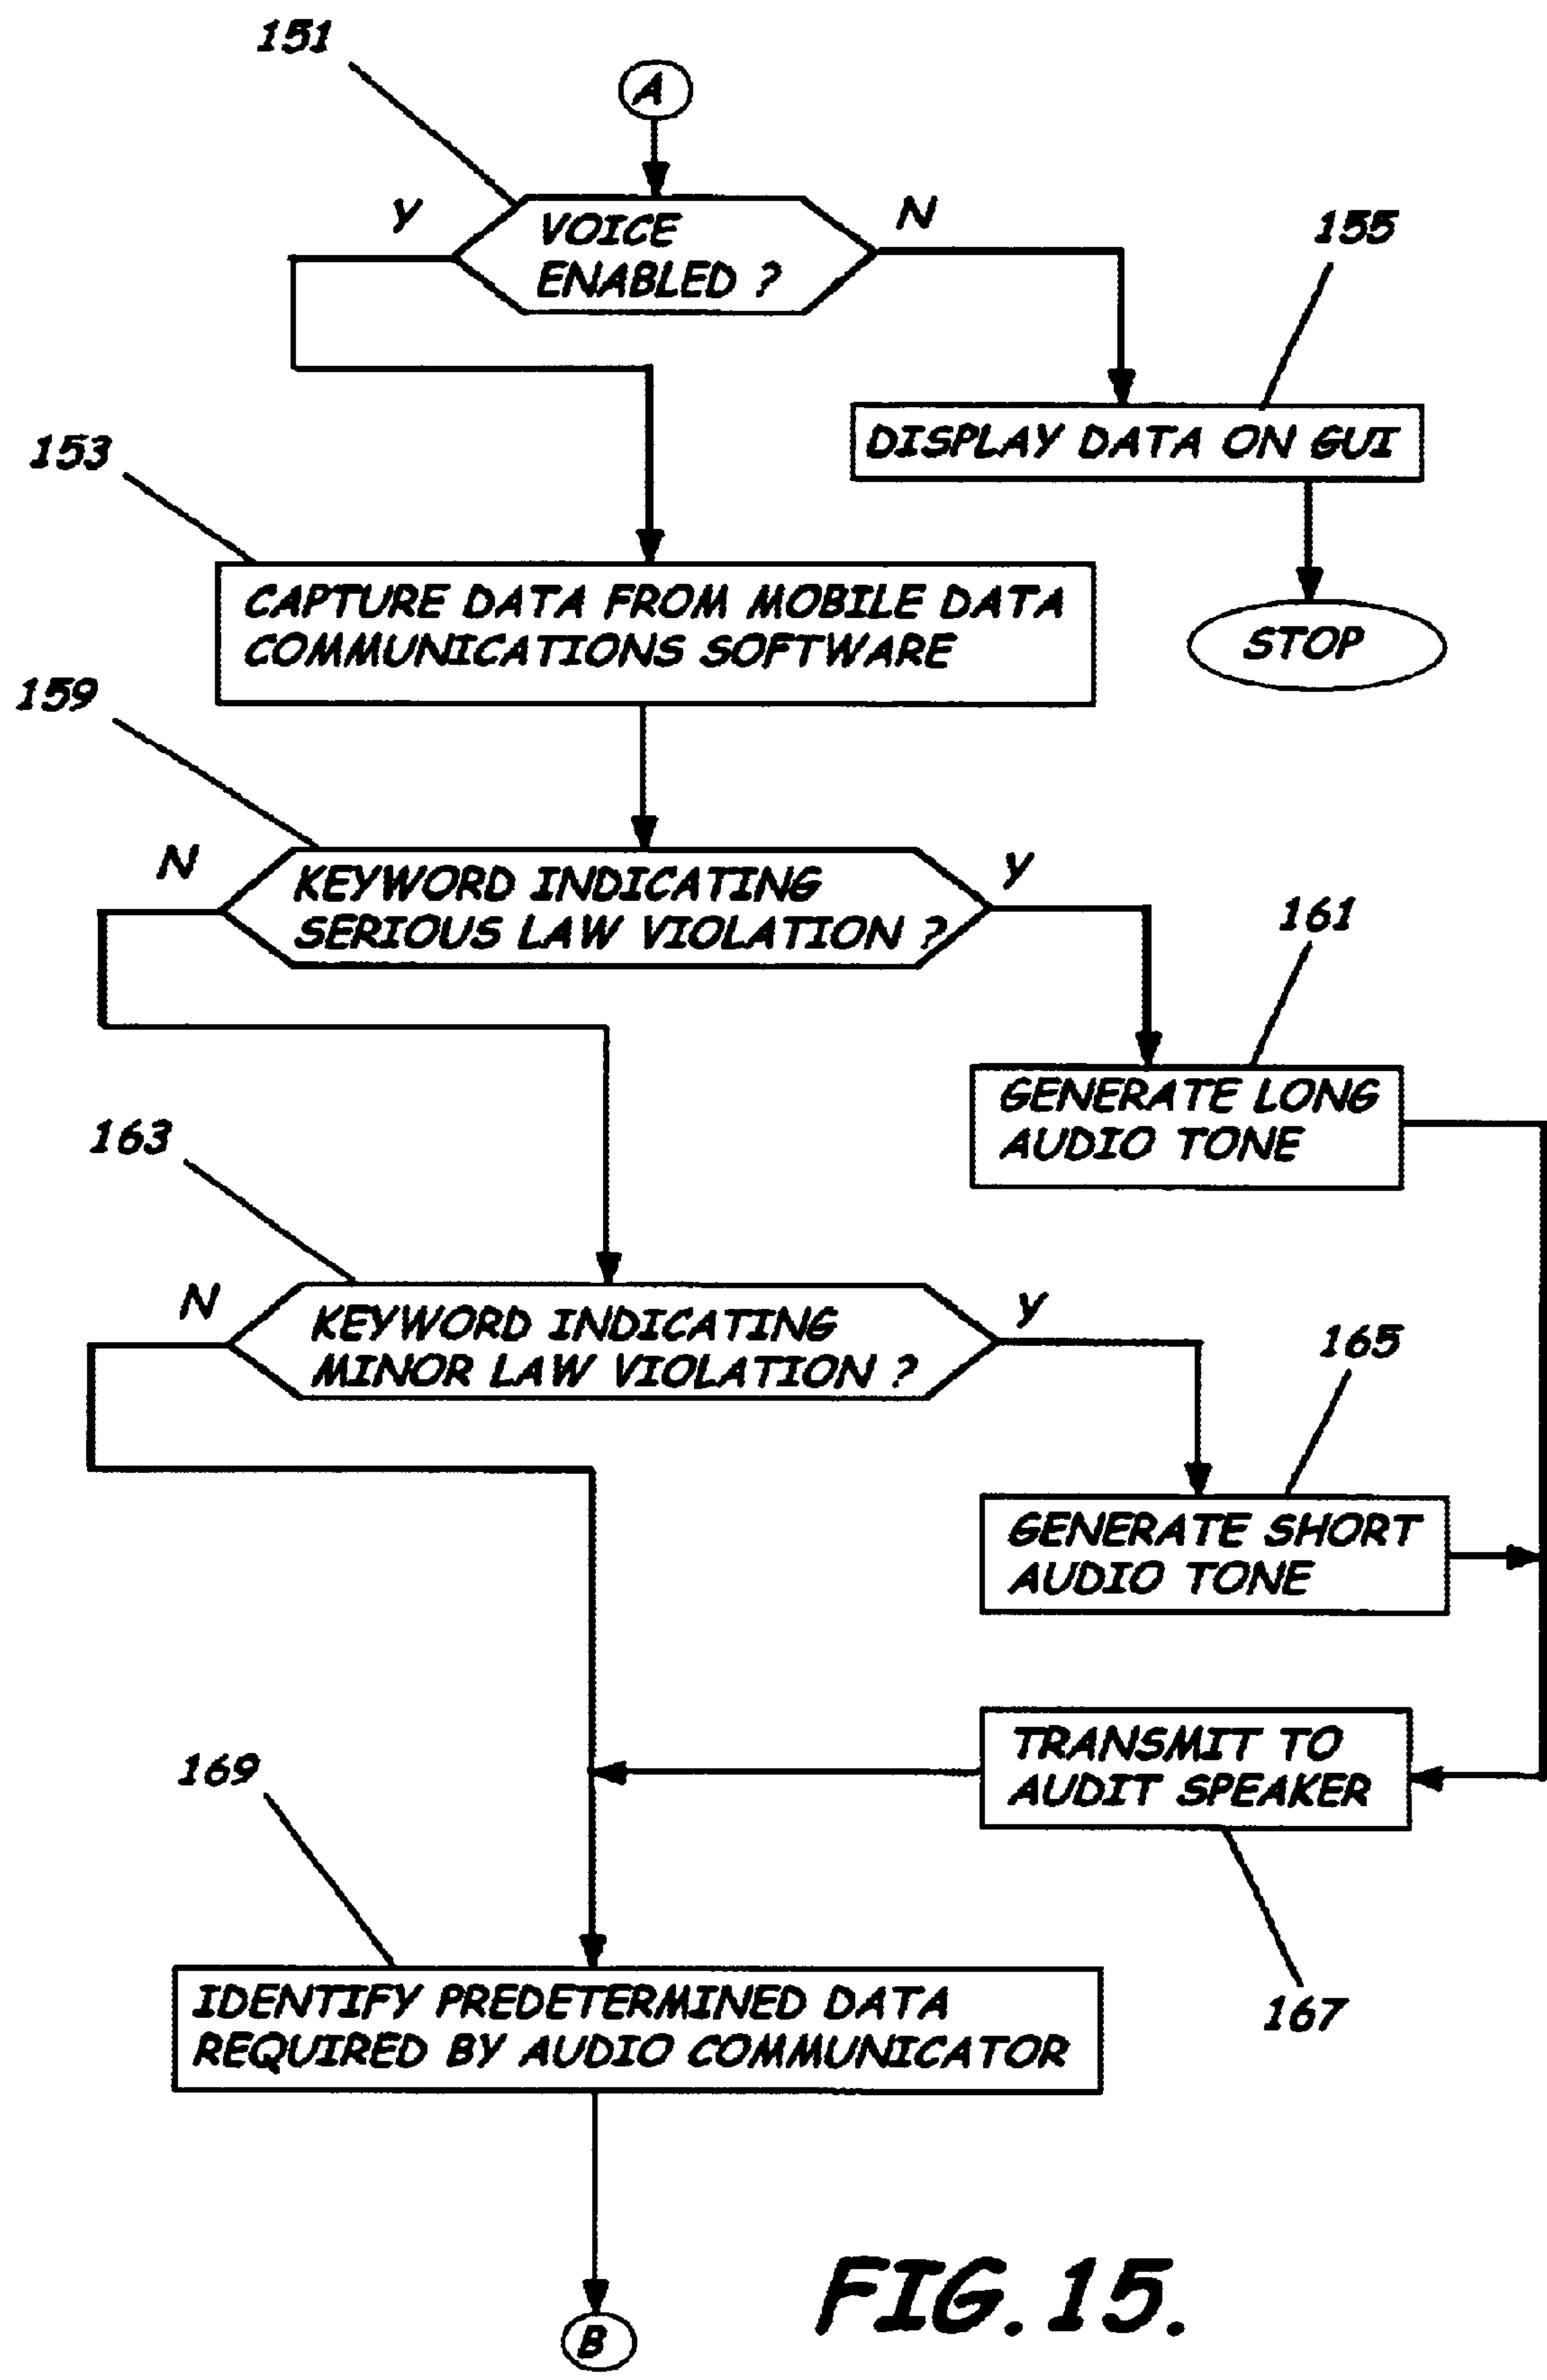 151
A
Y
VOICE
ENABLED ?
N
155
DISPLAY DATA ON GUI
153
CAPTURE DATA FROM MOBILE DATA
COMMUNICATIONS SOFTWARE
STOP
159
N
KEYWORD INDICATING
SERIOUS LAW VIOLATION ?
Y
161
GENERATE LONG
AUDIO TONE
163
N
KEYWORD INDICATING
MINOR LAW VIOLATION ?
Y
165
GENERATE SHORT
AUDIO TONE
TRANSMIT TO
AUDIT SPEAKER
169
167
IDENTIFY PREDETERMINED DATA
REQUIRED BY AUDIO COMMUNICATOR
B
FIG. 15.